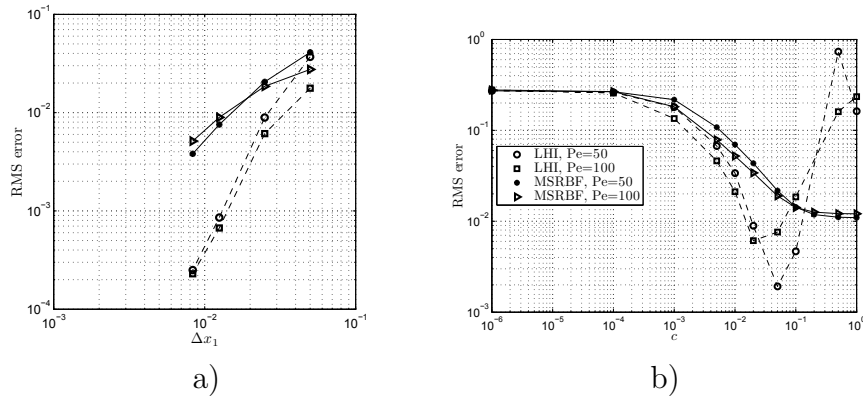 10⁻¹
10⁻²
10⁻³
10⁻⁴
RMS error
10⁻³
10⁻²
10⁻¹
Δx₁
a)
10⁰
10⁻¹
10⁻²
10⁻³
RMS error
LHI, Pe=50
LHI, Pe=100
MSRBF, Pe=50
MSRBF, Pe=100
10⁻⁶
10⁻⁵
10⁻⁴
10⁻³
10⁻²
10⁻¹
10⁰
c
b)